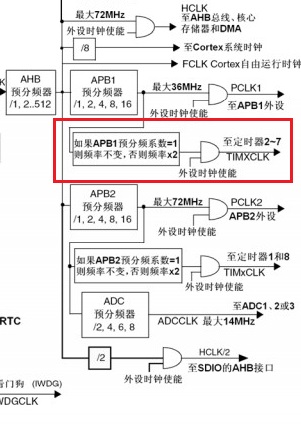 HCLK
最大72MHz
至AHB总线、核心
存储器和DMA
外设时钟使能
/8
至Cortex系统时钟
FCLK Cortex自由运行时钟
AHB
预分频器
/1, 2..512
APB1
预分频器
/1, 2, 4, 8, 16
最大36MHz
PCLK1
至APB1外设
外设时钟使能
如果APB1预分频系数=1
则频率不变,否则频率x2
至定时器2~7
TIMXCLK
外设时钟使能
APB2
预分频器
/1, 2, 4, 8, 16
最大72MHz
PCLK2
APB2外设
外设时钟使能
如果APB2预分频系数=1
则频率不变,否则频率x2
至定时器1和8
TIMxCLK
外设时钟使能
ADC
预分频器
/2, 4, 6, 8
至ADC1、2或3
ADCCLK 最大14MHz
RTC
/2
HCLK/2
至SDIO的AHB接口
外设时钟使能
看门狗 (IWDG)
WDGCLK